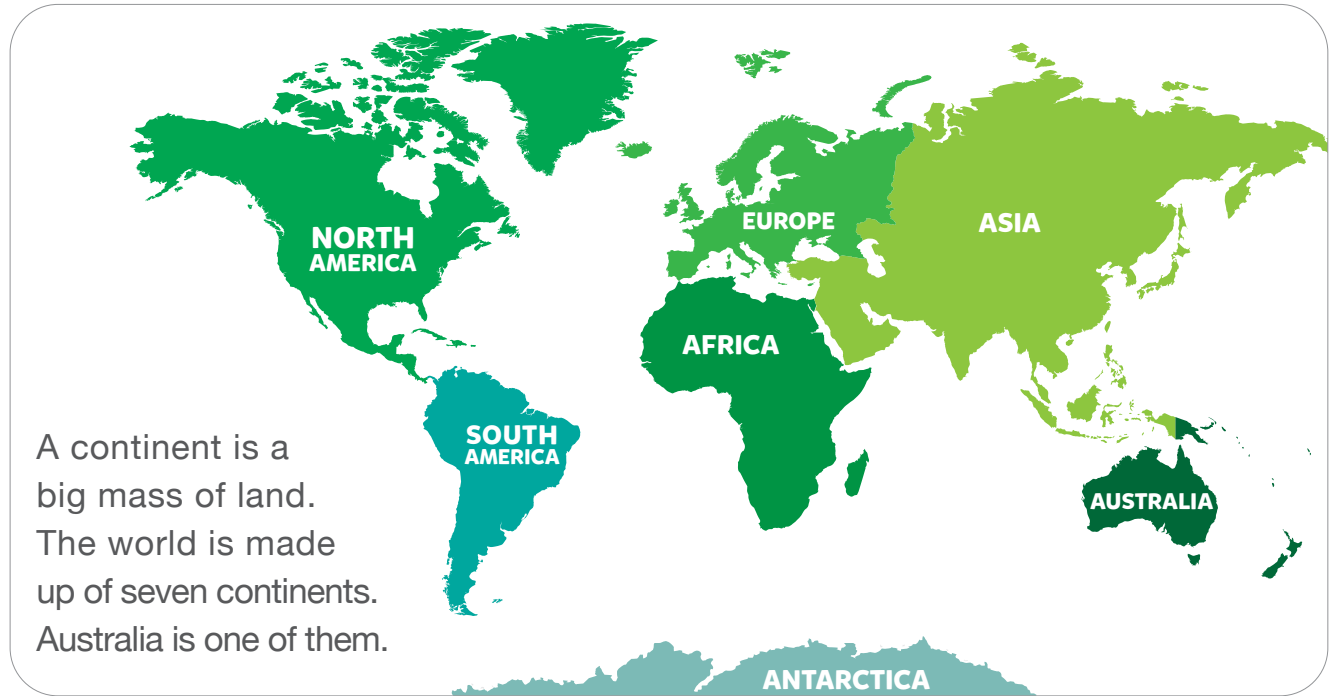 NORTH
AMERICA
EUROPE
ASIA
AFRICA
SOUTH
AMERICA
AUSTRALIA
ANTARCTICA
A continent is a
big mass of land.
The world is made
up of seven continents.
Australia is one of them.